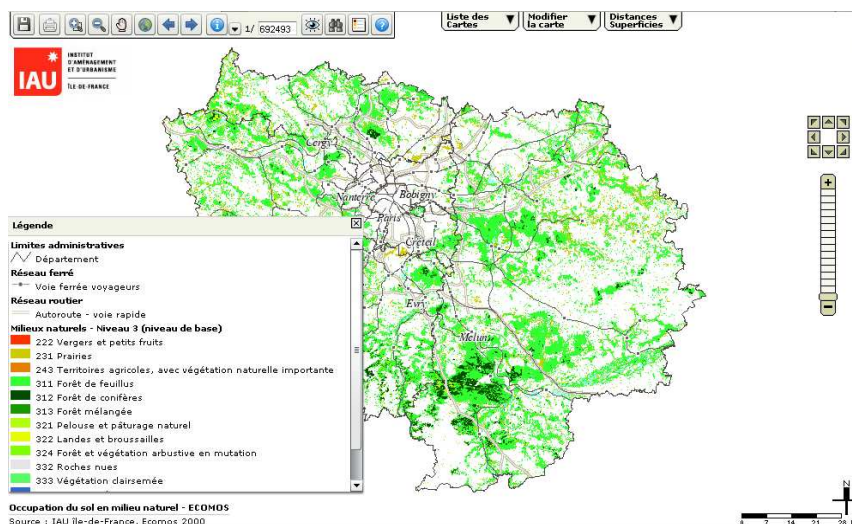 1/ 692493
Liste des
Cartes
Modifier
la carte
Distances
Superficies
IAU
INSTITUT
D'AMÉNAGEMENT
ET D'URBANISME
ÎLE-DE-FRANCE
Cergy
Nanterre
Bobigny
Paris
Créteil
Evry
Melun
Légende
Limites administratives
Département
Réseau ferré
Voie ferrée voyageurs
Réseau routier
Autoroute - voie rapide
Milieux naturels - Niveau 3 (niveau de base)
222 Vergers et petits fruits
231 Prairies
243 Territoires agricoles, avec végétation naturelle importante
311 Forêt de feuillus
312 Forêt de conifères
313 Forêt mélangée
321 Pelouse et pâturage naturel
322 Landes et broussailles
324 Forêt et végétation arbustive en mutation
332 Roches nues
333 Végétation clairsemée
Occupation du sol en milieu naturel - ECOMOS
Source : IAU île-de-France, Ecomos 2000
N
0 7 14 21 28